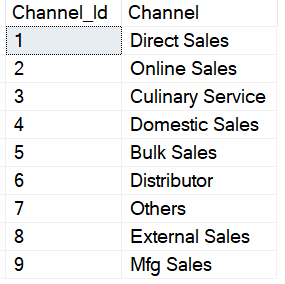 Channel_Id Channel
1 Direct Sales
2 Online Sales
3 Culinary Service
4 Domestic Sales
5 Bulk Sales
6 Distributor
7 Others
8 External Sales
9 Mfg Sales